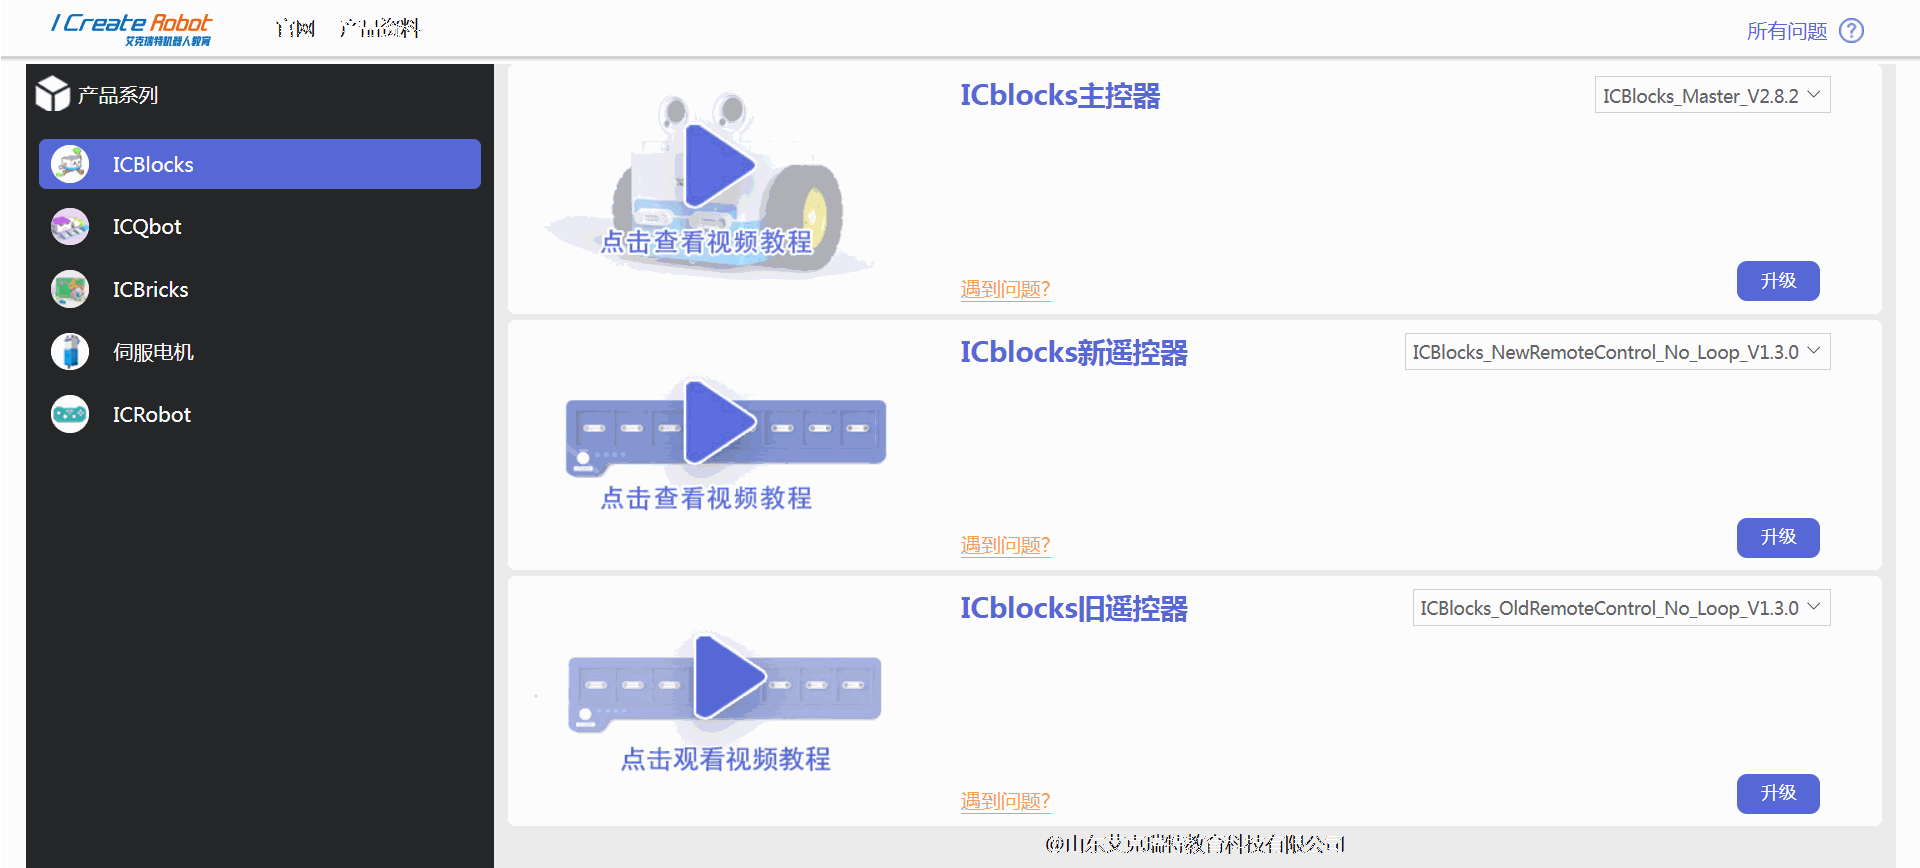 I Create Robot
艾克瑞特机器人教育
官网 产品资料
所有问题 ?
产品系列
ICBlocks
ICQbot
ICBricks
伺服电机
ICRobot
ICblocks主控器
ICBlocks_Master_V2.8.2
点击查看视频教程
遇到问题?
升级
ICblocks新遥控器
ICBlocks_NewRemoteControl_No_Loop_V1.3.0
点击查看视频教程
遇到问题?
升级
ICblocks旧遥控器
ICBlocks_OldRemoteControl_No_Loop_V1.3.0
点击观看视频教程
遇到问题?
升级
@山东艾克瑞特教育科技有限公司